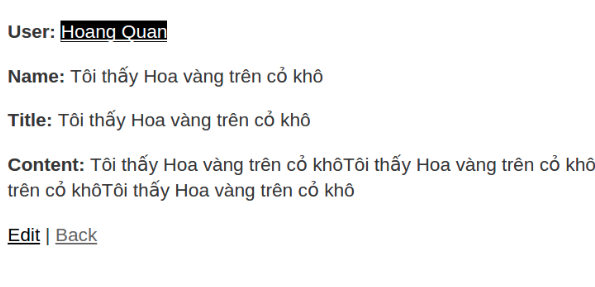 User: Hoang Quan
Name: Tôi thấy Hoa vàng trên cỏ khô
Title: Tôi thấy Hoa vàng trên cỏ khô
Content: Tôi thấy Hoa vàng trên cỏ khôTôi thấy Hoa vàng trên cỏ khô
trên cỏ khôTôi thấy Hoa vàng trên cỏ khô
Edit | Back